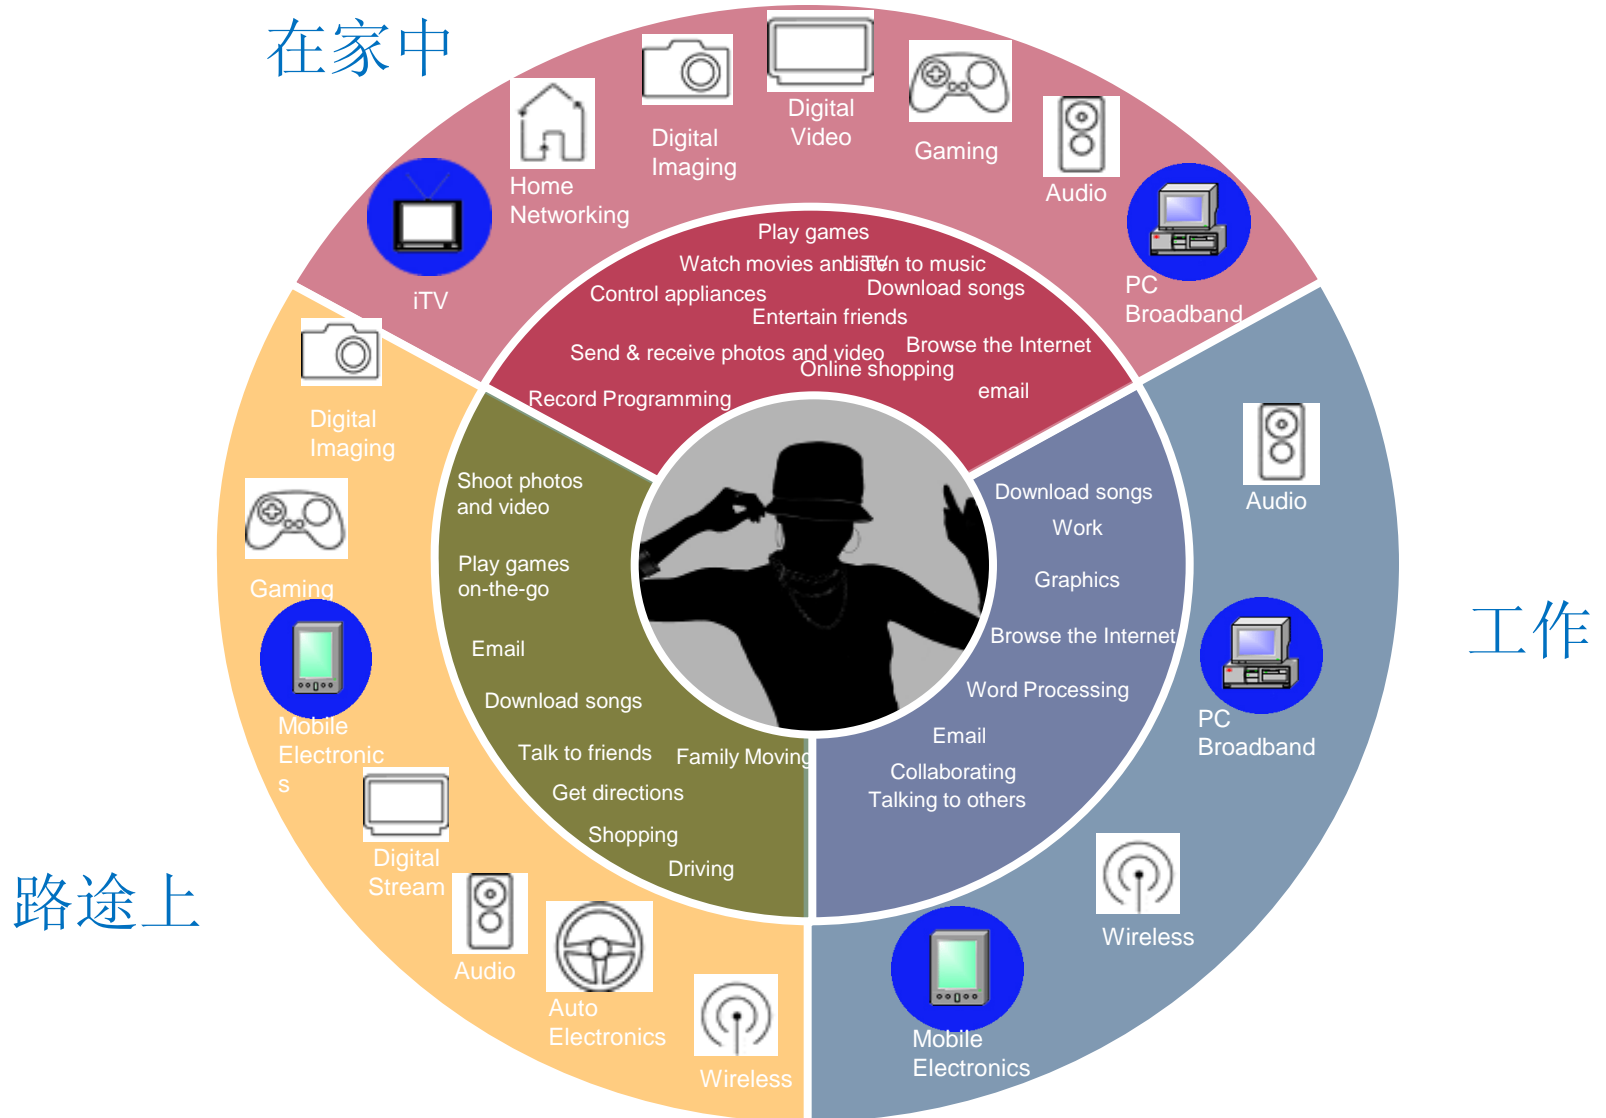 在家中
Digital
Video
Digital
Imaging
Gaming
Audio
Home
Networking
iTV
PC
Broadband
Play games
Watch movies and TV
Listen to music
Control appliances
Download songs
Entertain friends
Send & receive photos and video
Browse the Internet
Online shopping
email
Record Programming
工作
Audio
PC
Broadband
Wireless
Mobile
Electronics
Download songs
Work
Graphics
Browse the Internet
Word Processing
Email
Collaborating
Talking to others
路途上
Digital
Imaging
Gaming
Mobile
Electronic
s
Digital
Stream
Audio
Auto
Electronics
Wireless
Shoot photos
and video
Play games
on-the-go
Email
Download songs
Talk to friends
Family Moving
Get directions
Shopping
Driving